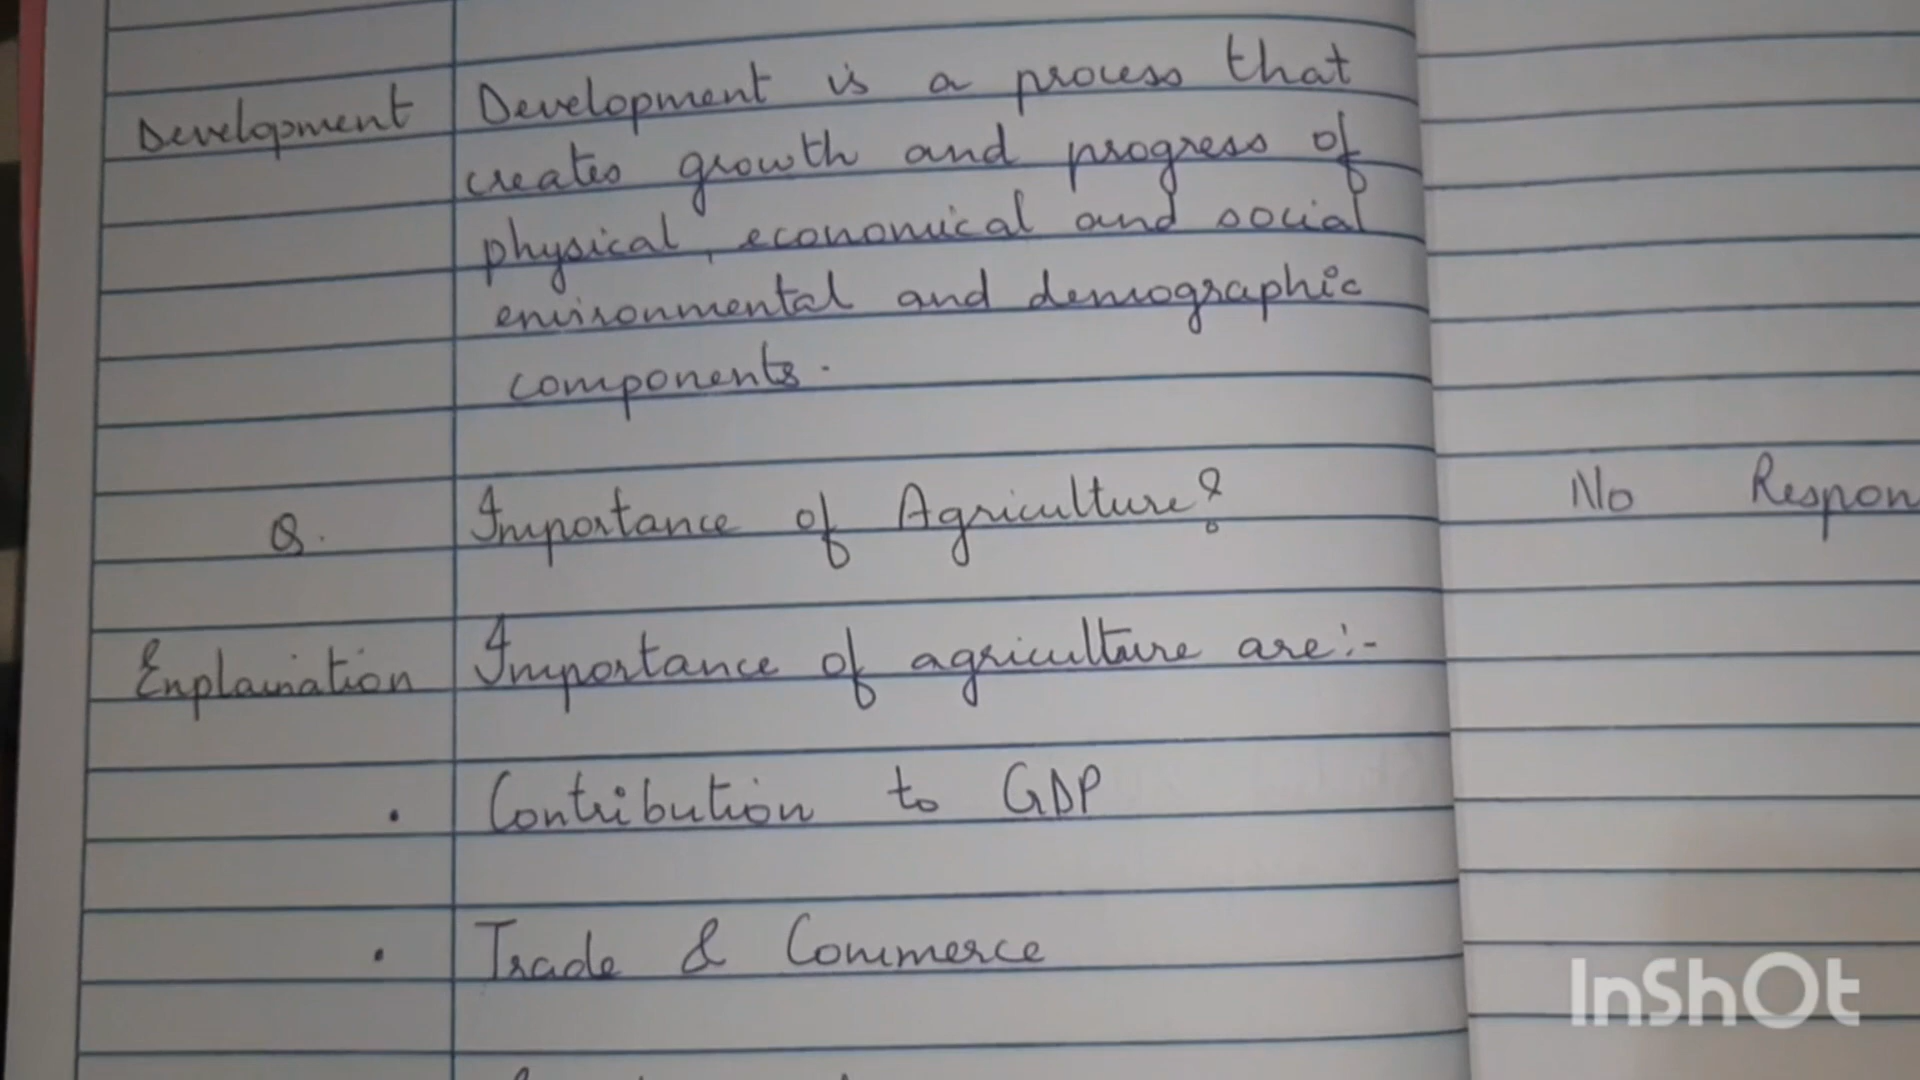 Development Development is a process that
creates growth and progress of
physical, economical and social
environmental and demographic
components.
Q. Importance of Agriculture? No Respon
Explaination Importance of agriculture are:-
. Contribution to GDP
. Trade & Commerce
InShOt